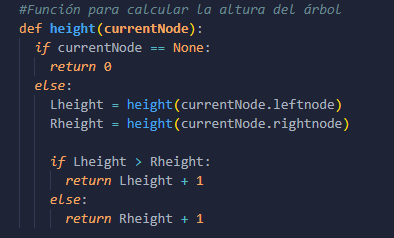 #Función para calcular la altura del árbol
def height(currentNode):
  if currentNode == None:
    return 0
  else:
    Lheight = height(currentNode.leftnode)
    Rheight = height(currentNode.rightnode)

    if Lheight > Rheight:
      return Lheight + 1
    else:
      return Rheight + 1